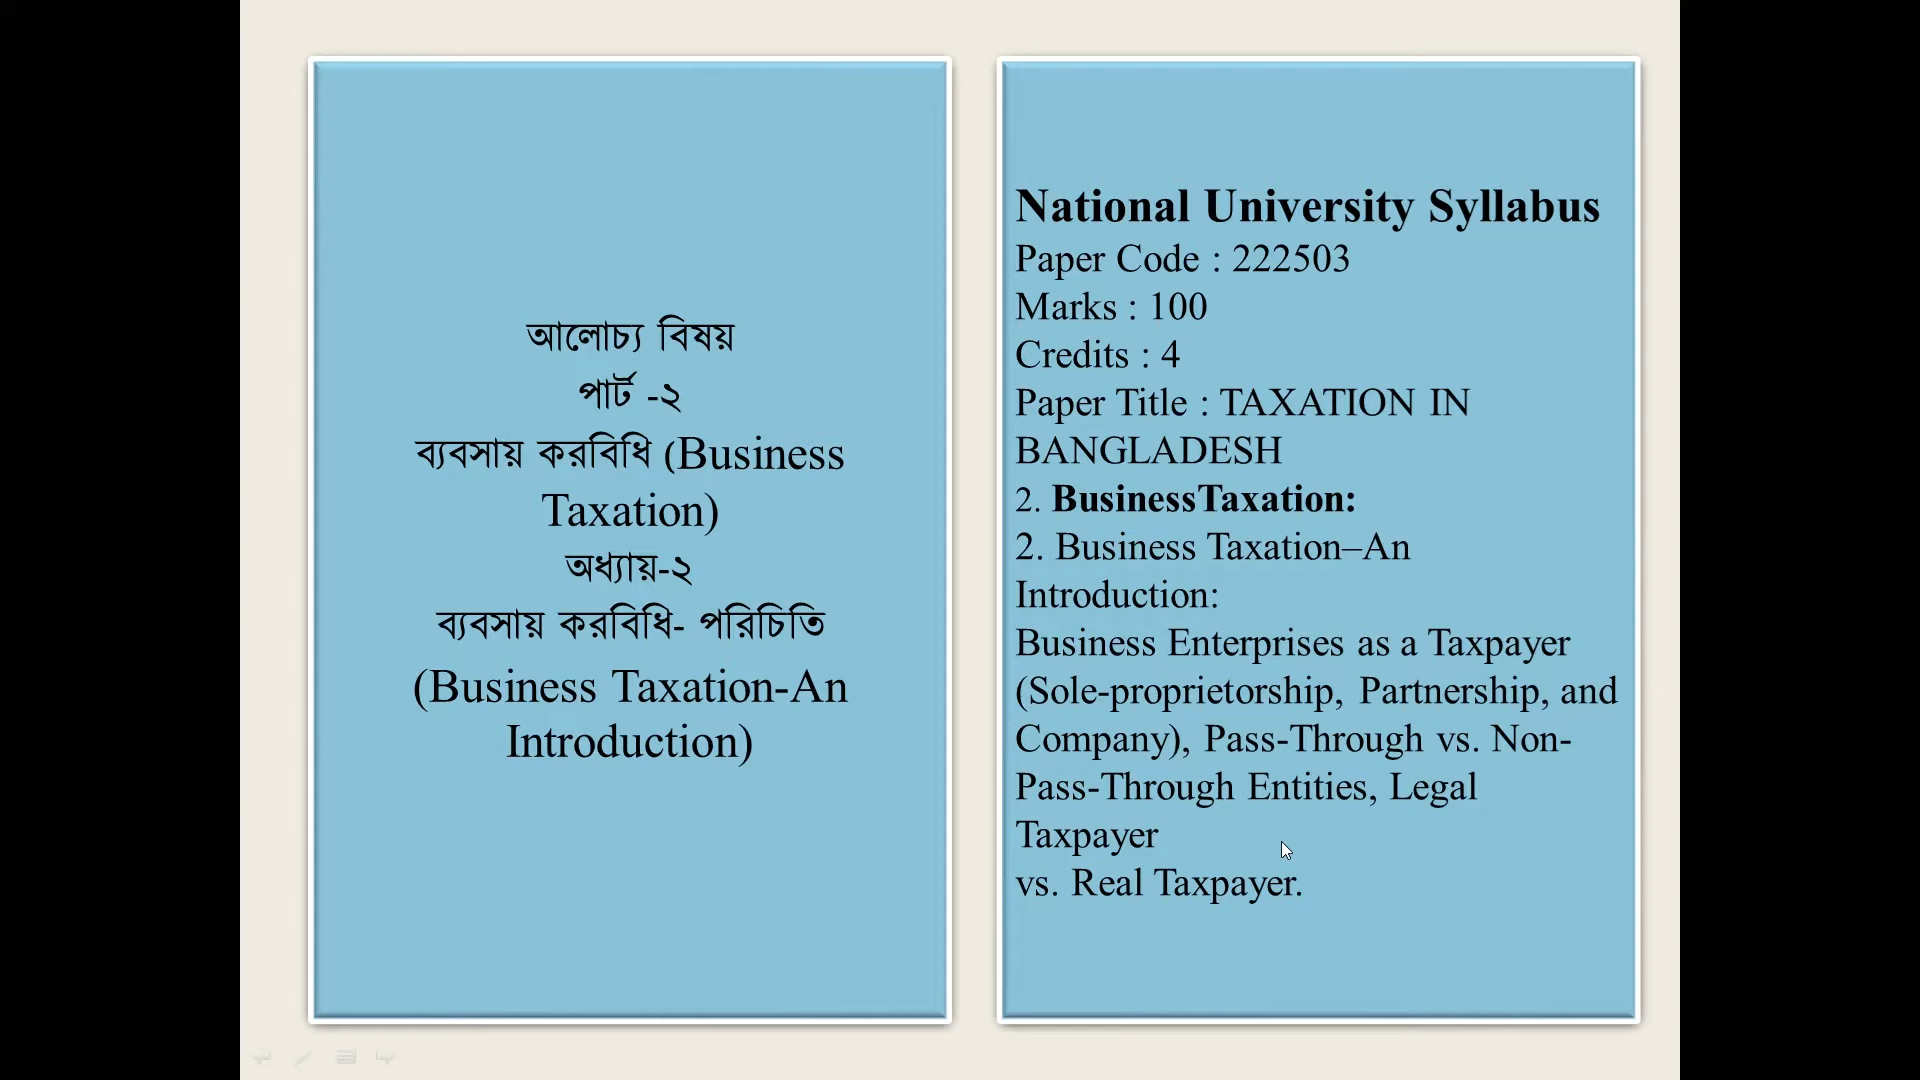 আলোচ্য বিষয়
পার্ট -২
ব্যবসায় করবিধি (Business
Taxation)
অধ্যায়-২
ব্যবসায় করবিধি- পরিচিতি
(Business Taxation-An
Introduction)
National University Syllabus
Paper Code : 222503
Marks : 100
Credits : 4
Paper Title : TAXATION IN
BANGLADESH
2. BusinessTaxation:
2. Business Taxation–An
Introduction:
Business Enterprises as a Taxpayer
(Sole-proprietorship, Partnership, and
Company), Pass-Through vs. Non-
Pass-Through Entities, Legal
Taxpayer
vs. Real Taxpayer.